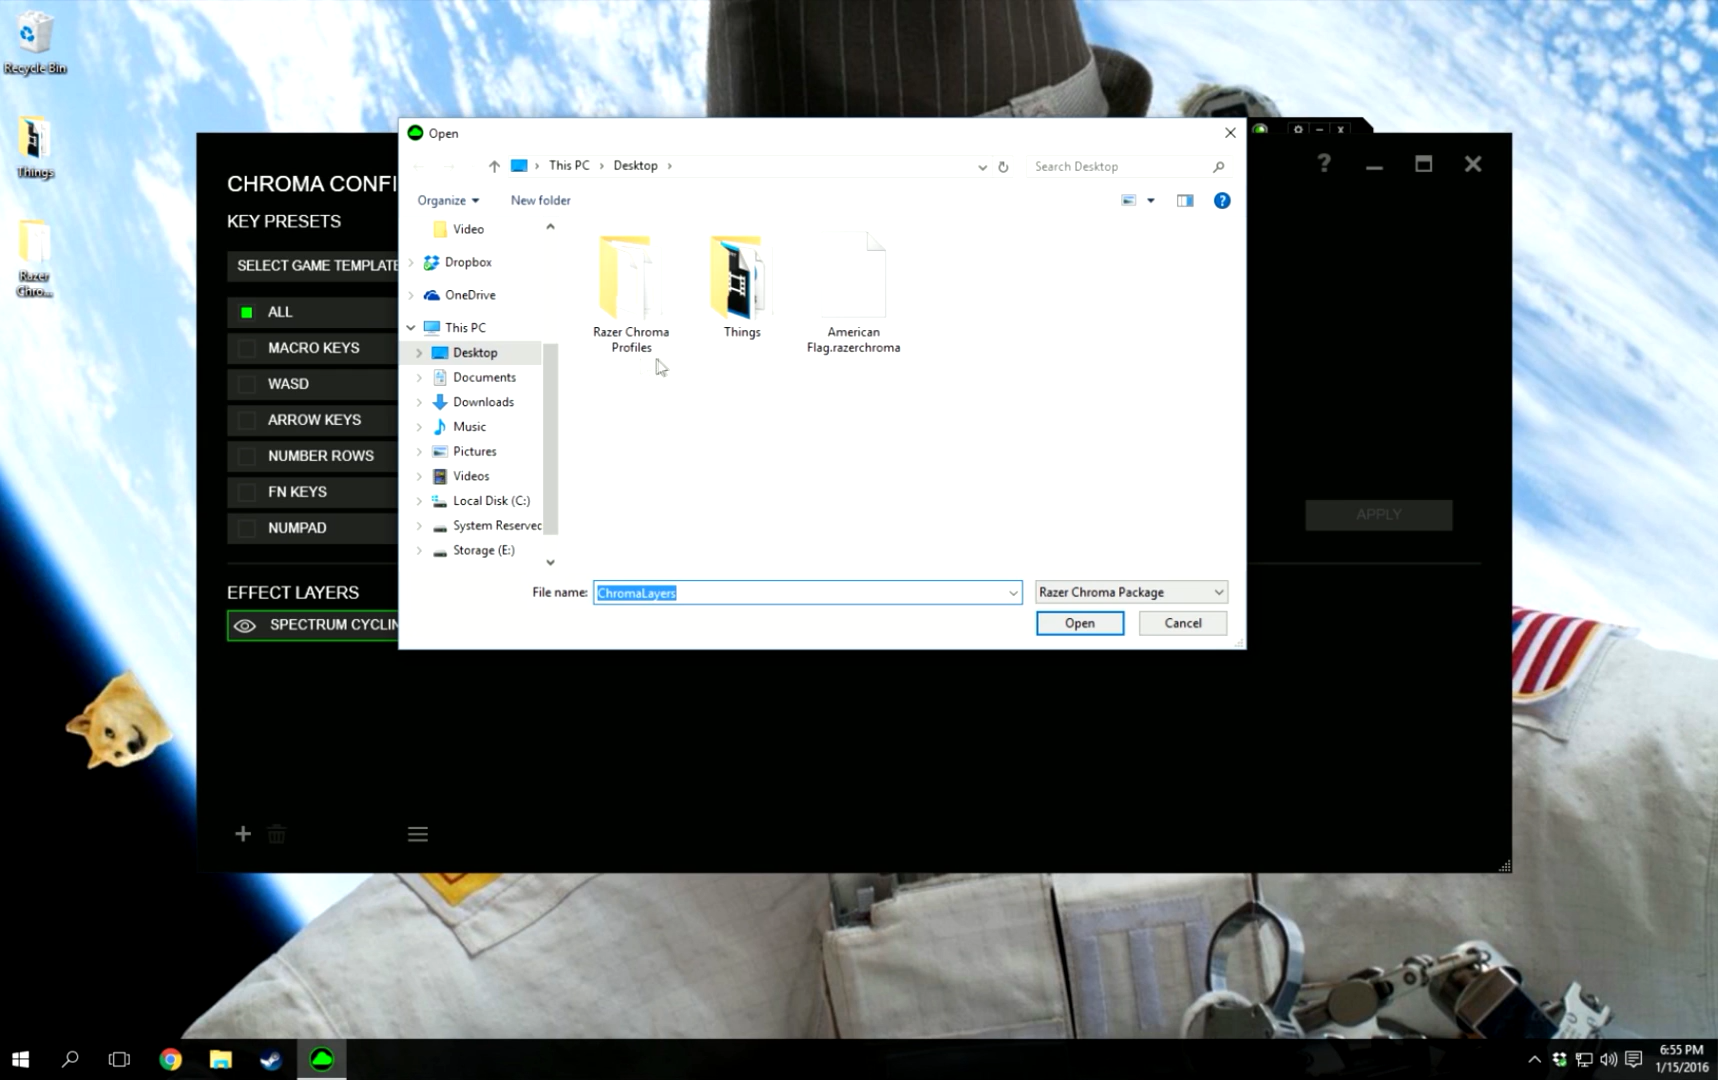 Recycle Bin
Things
Razer
Chro...
CHROMA CONFI
KEY PRESETS
SELECT GAME TEMPLATE
ALL
MACRO KEYS
WASD
ARROW KEYS
NUMBER ROWS
FN KEYS
NUMPAD
EFFECT LAYERS
SPECTRUM CYCLIN
Open
This PC > Desktop >
Search Desktop
Organize
New folder
Video
Dropbox
OneDrive
This PC
Desktop
Documents
Downloads
Music
Pictures
Videos
Local Disk (C:)
System Reserved
Storage (E:)
Razer Chroma
Profiles
Things
American
Flag.razerchroma
File name:
ChromaLayers
Razer Chroma Package
Open
Cancel
?
APPLY
6:55 PM
1/15/2016